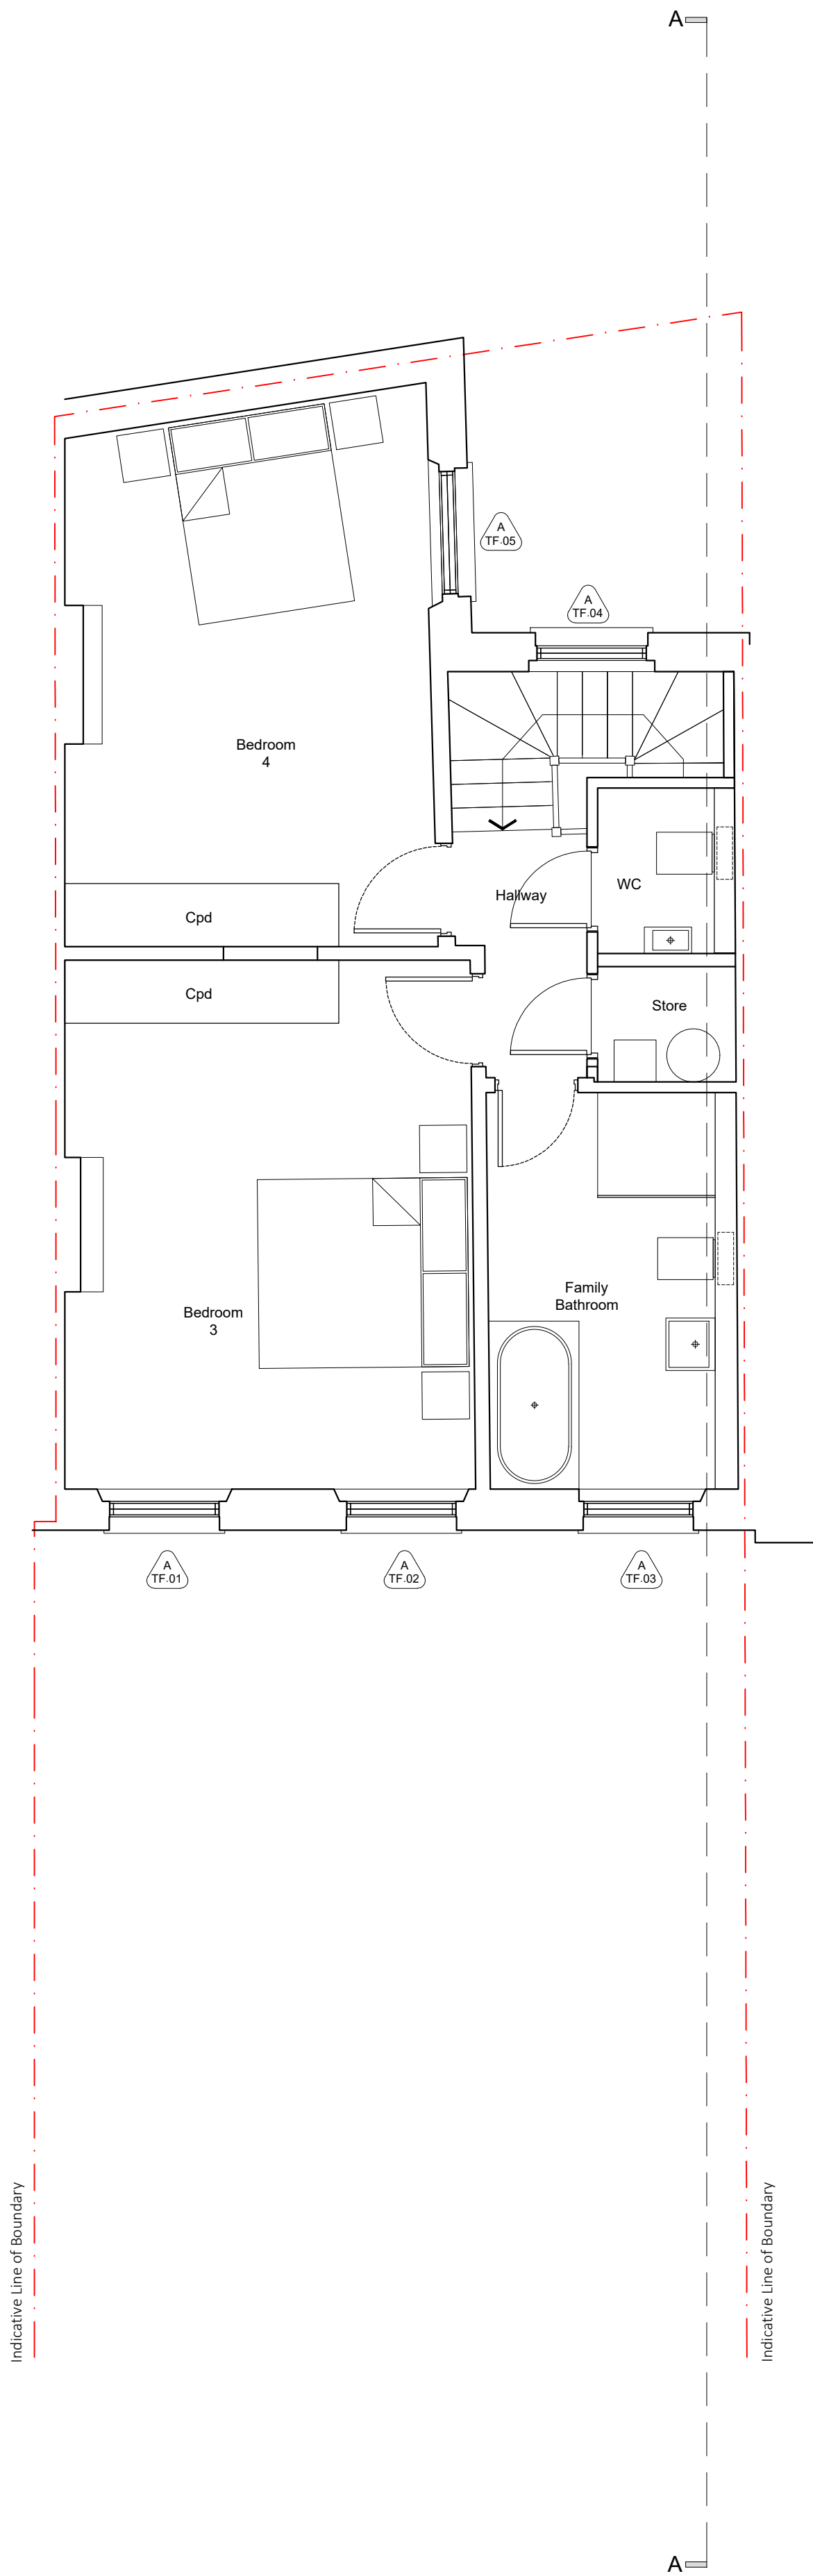 A
A
TF.05
A
TF.04
Bedroom
4
Hallway
WC
Cpd
Cpd
Store
Family
Bathroom
Bedroom
3
A
TF.01
A
TF.02
A
TF.03
Indicative Line of Boundary
Indicative Line of Boundary
A